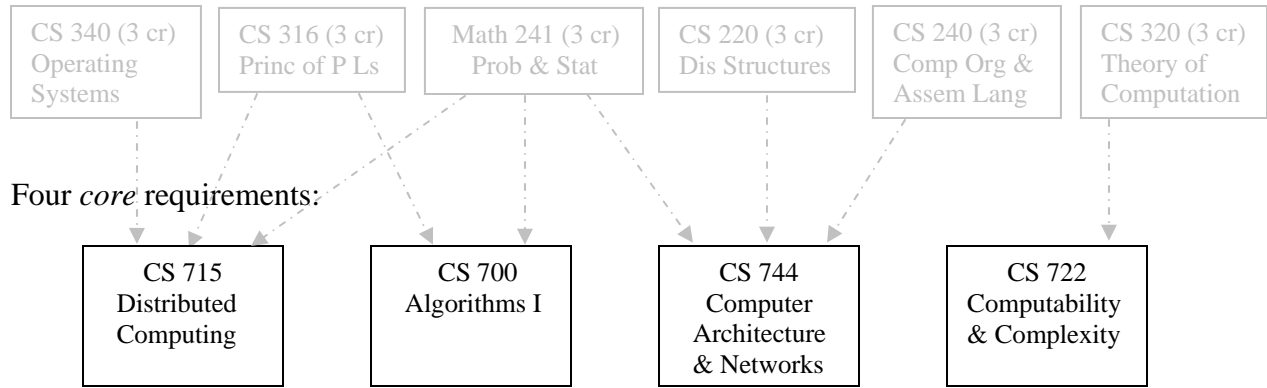 CS 340 (3 cr)
Operating
Systems
CS 316 (3 cr)
Princ of P Ls
Math 241 (3 cr)
Prob & Stat
CS 220 (3 cr)
Dis Structures
CS 240 (3 cr)
Comp Org &
Assem Lang
CS 320 (3 cr)
Theory of
Computation
Four core requirements:
CS 715
Distributed
Computing
CS 700
Algorithms I
CS 744
Computer
Architecture
& Networks
CS 722
Computability
& Complexity